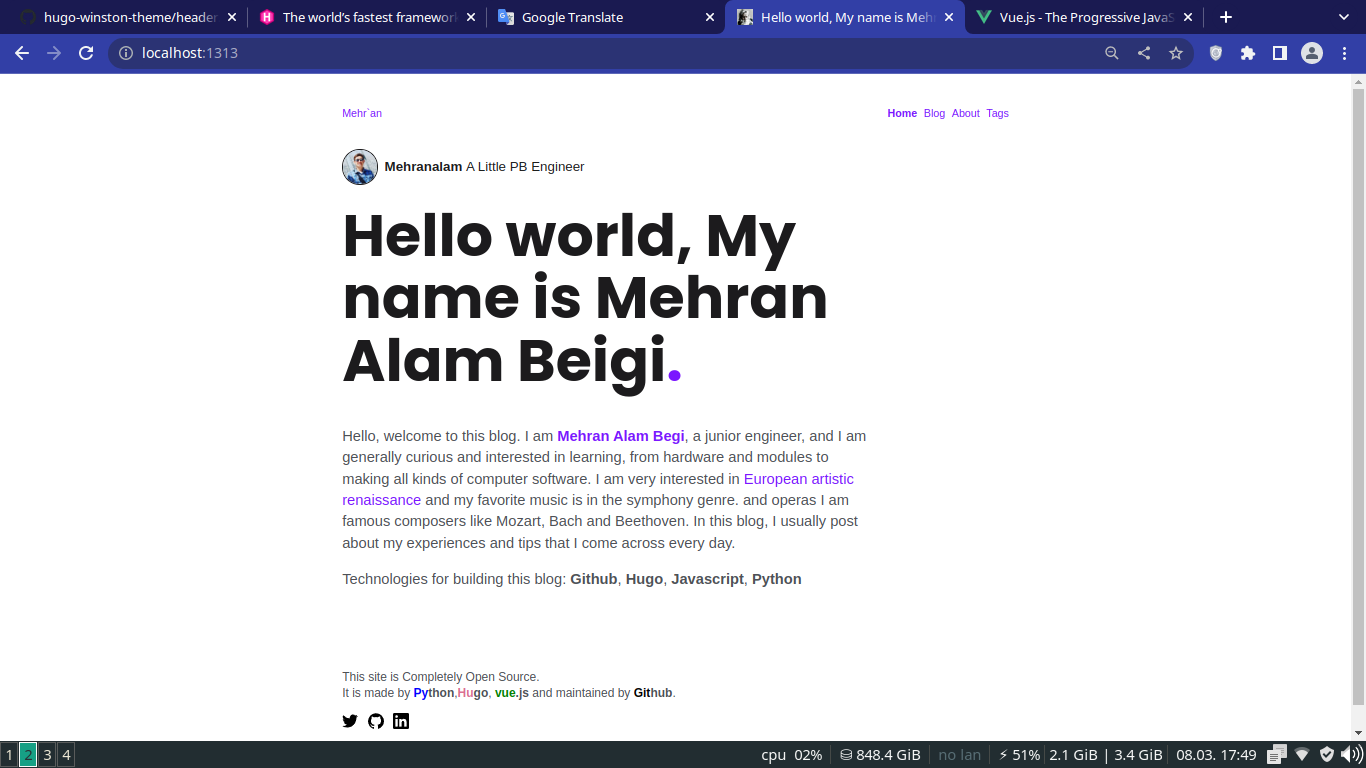 hugo-winston-theme/header
The world’s fastest framework
Google Translate
Hello world, My name is Mehr
Vue.js - The Progressive JavaS
localhost:1313
Mehr`an
Home Blog About Tags
Mehranalam A Little PB Engineer
Hello world, My
name is Mehran
Alam Beigi.
Hello, welcome to this blog. I am Mehran Alam Begi, a junior engineer, and I am
generally curious and interested in learning, from hardware and modules to
making all kinds of computer software. I am very interested in European artistic
renaissance and my favorite music is in the symphony genre. and operas I am
famous composers like Mozart, Bach and Beethoven. In this blog, I usually post
about my experiences and tips that I come across every day.
Technologies for building this blog: Github, Hugo, Javascript, Python
This site is Completely Open Source.
It is made by Python,Hugo, vue.js and maintained by Github.
1 2 3 4
cpu 02% 848.4 GiB no lan ⚡ 51% 2.1 GiB | 3.4 GiB 08.03. 17:49